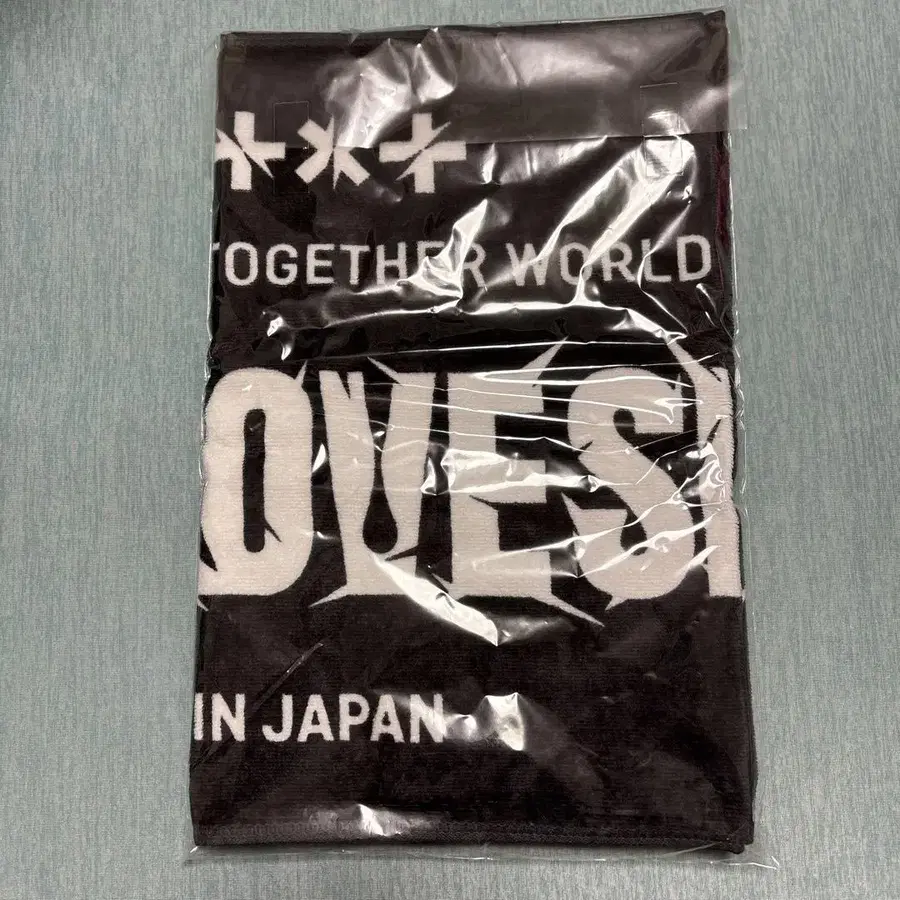 TOGETHER WORLD
OVES
IN JAPAN